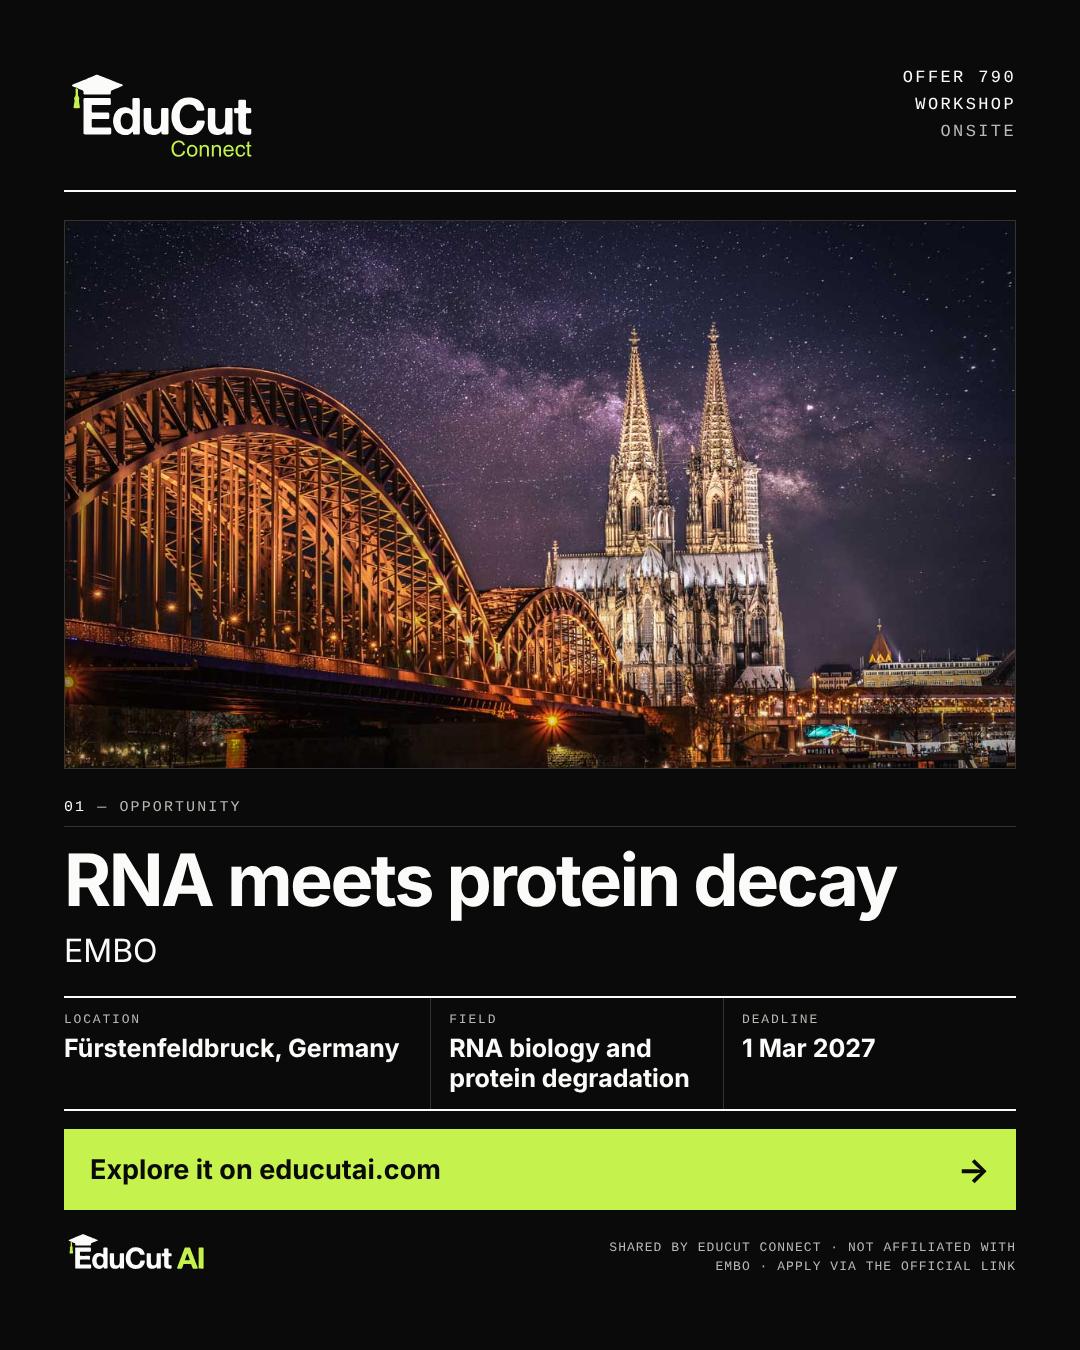 EduCut
Connect
OFFER 790
WORKSHOP
ONSITE
01 — OPPORTUNITY
RNA meets protein decay
EMBO
LOCATION
Fürstenfeldbruck, Germany
FIELD
RNA biology and
protein degradation
DEADLINE
1 Mar 2027
Explore it on educutai.com
EduCut AI
SHARED BY EDUCUT CONNECT · NOT AFFILIATED WITH
EMBO · APPLY VIA THE OFFICIAL LINK